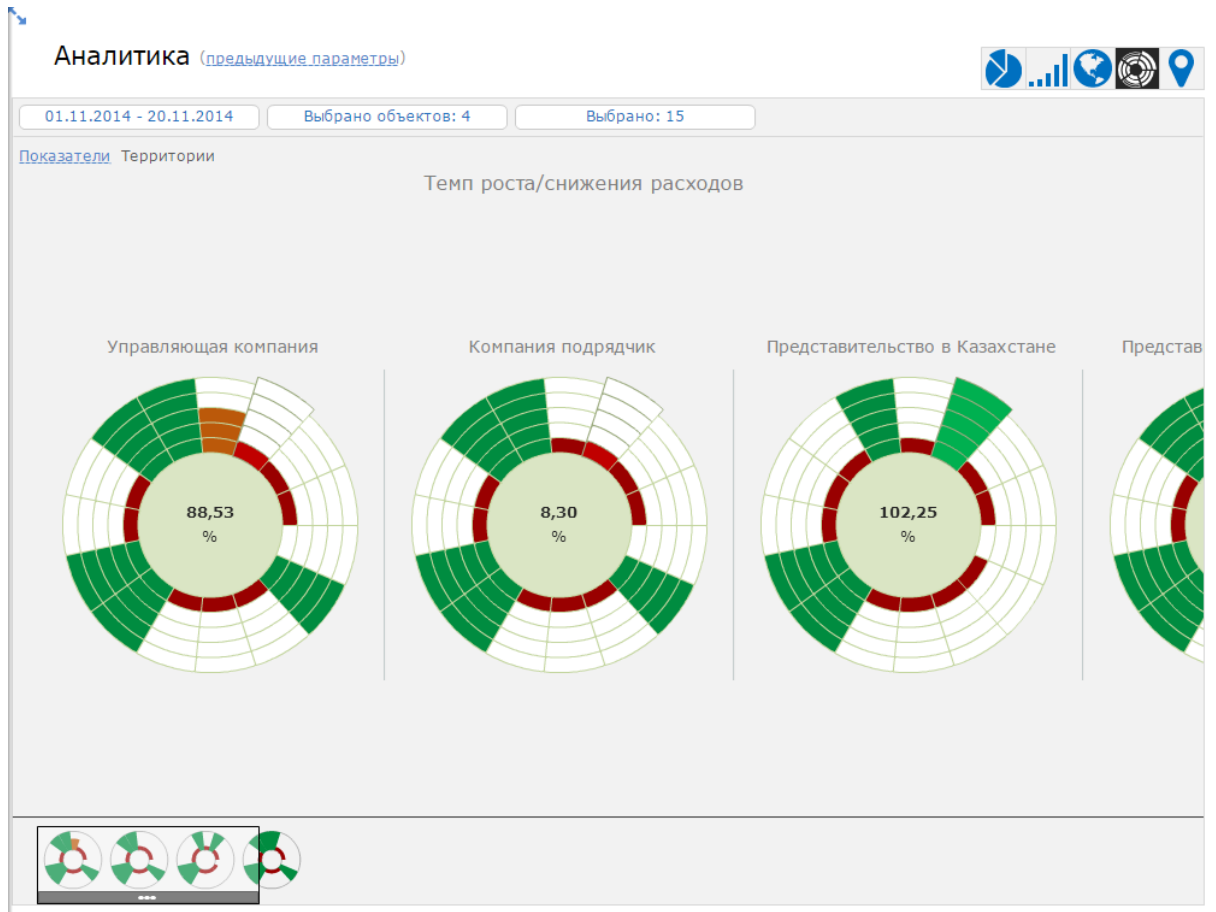 Аналитика (предыдущие параметры)
01.11.2014 - 20.11.2014 Выбрано объектов: 4 Выбрано: 15
Показатели Территории
Темп роста/снижения расходов
Управляющая компания Компания подрядчик Представительство в Казахстане Представ
88,53 8,30 102,25
% % %